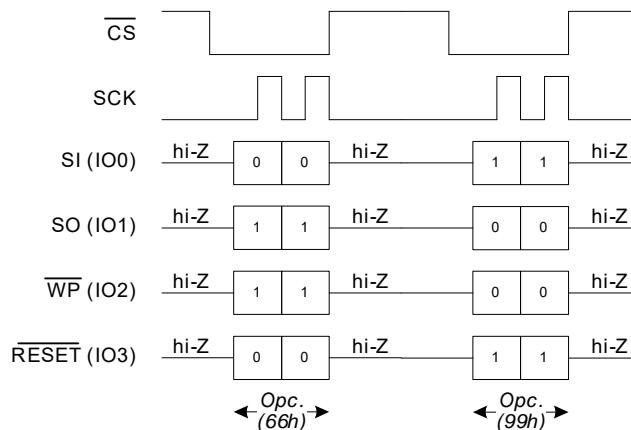 CS
SCK
SI (IO0) hi-Z 0 0 hi-Z 1 1 hi-Z
SO (IO1) hi-Z 1 1 hi-Z 0 0 hi-Z
WP (IO2) hi-Z 1 1 hi-Z 0 0 hi-Z
RESET (IO3) hi-Z 0 0 hi-Z 1 1 hi-Z
Opc. Opc.
(66h) (99h)